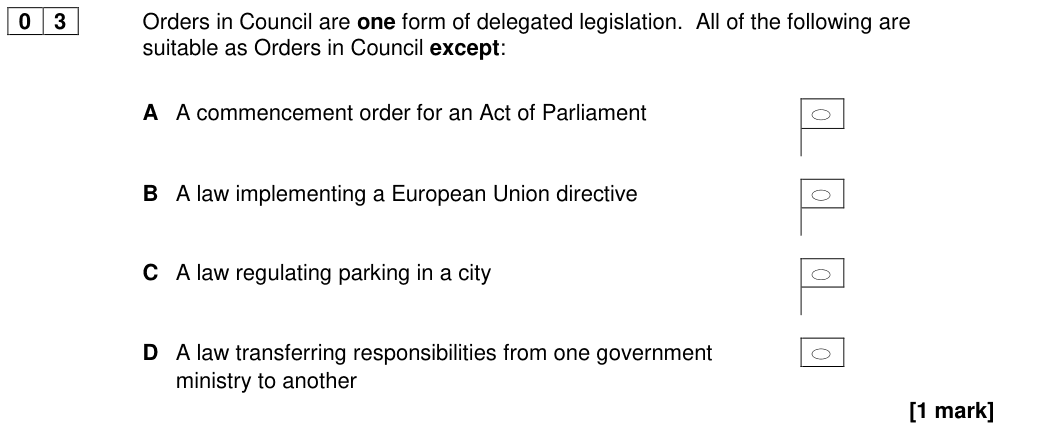 0 3 Orders in Council are one form of delegated legislation. All of the following are
suitable as Orders in Council except:
A A commencement order for an Act of Parliament
B A law implementing a European Union directive
C A law regulating parking in a city
D A law transferring responsibilities from one government
ministry to another
[1 mark]